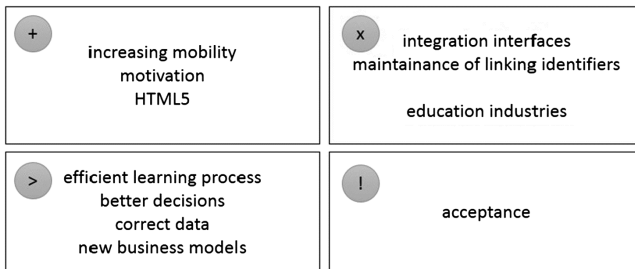 +
increasing mobility
motivation
HTML5
x
integration interfaces
maintainance of linking identifiers
education industries
>
efficient learning process
better decisions
correct data
new business models
!
acceptance